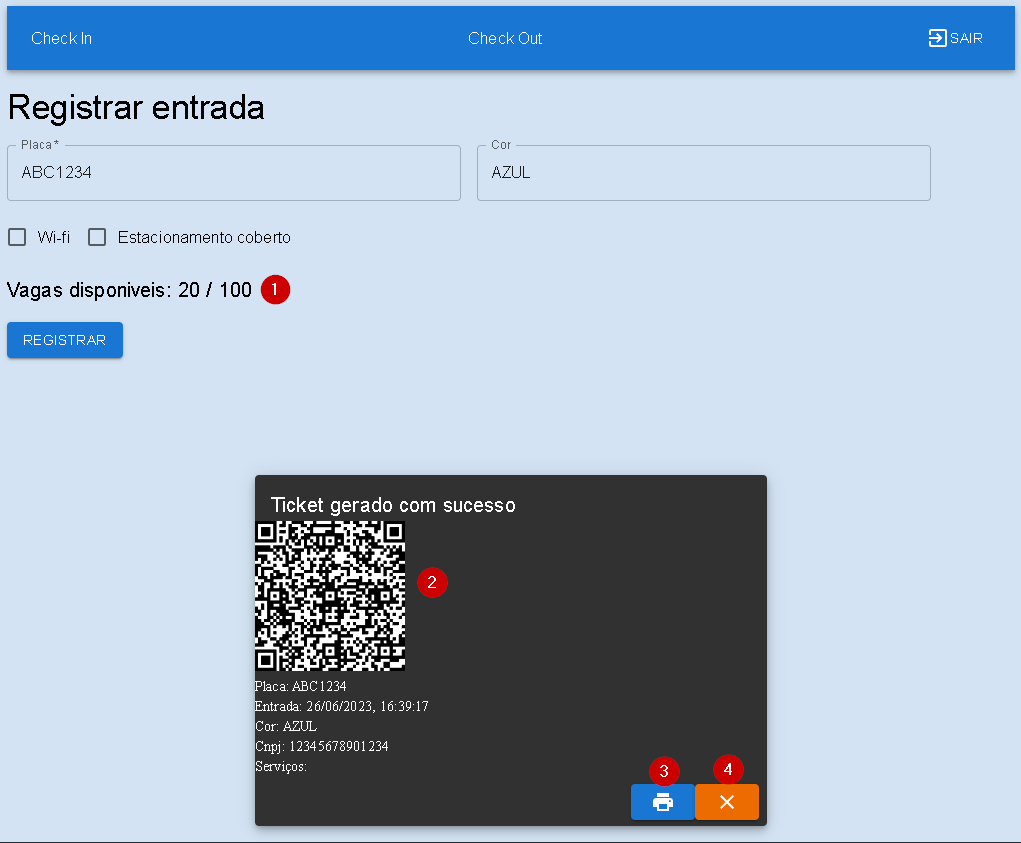 Check In
Check Out
SAIR
Registrar entrada
Placa *
Cor
ABC1234
AZUL
Wi-fi
Estacionamento coberto
Vagas disponiveis: 20 / 100
1
REGISTRAR
Ticket gerado com sucesso
2
Placa: ABC1234
Entrada: 26/06/2023, 16:39:17
Cor: AZUL
Cnpj: 12345678901234
Serviços:
3
4